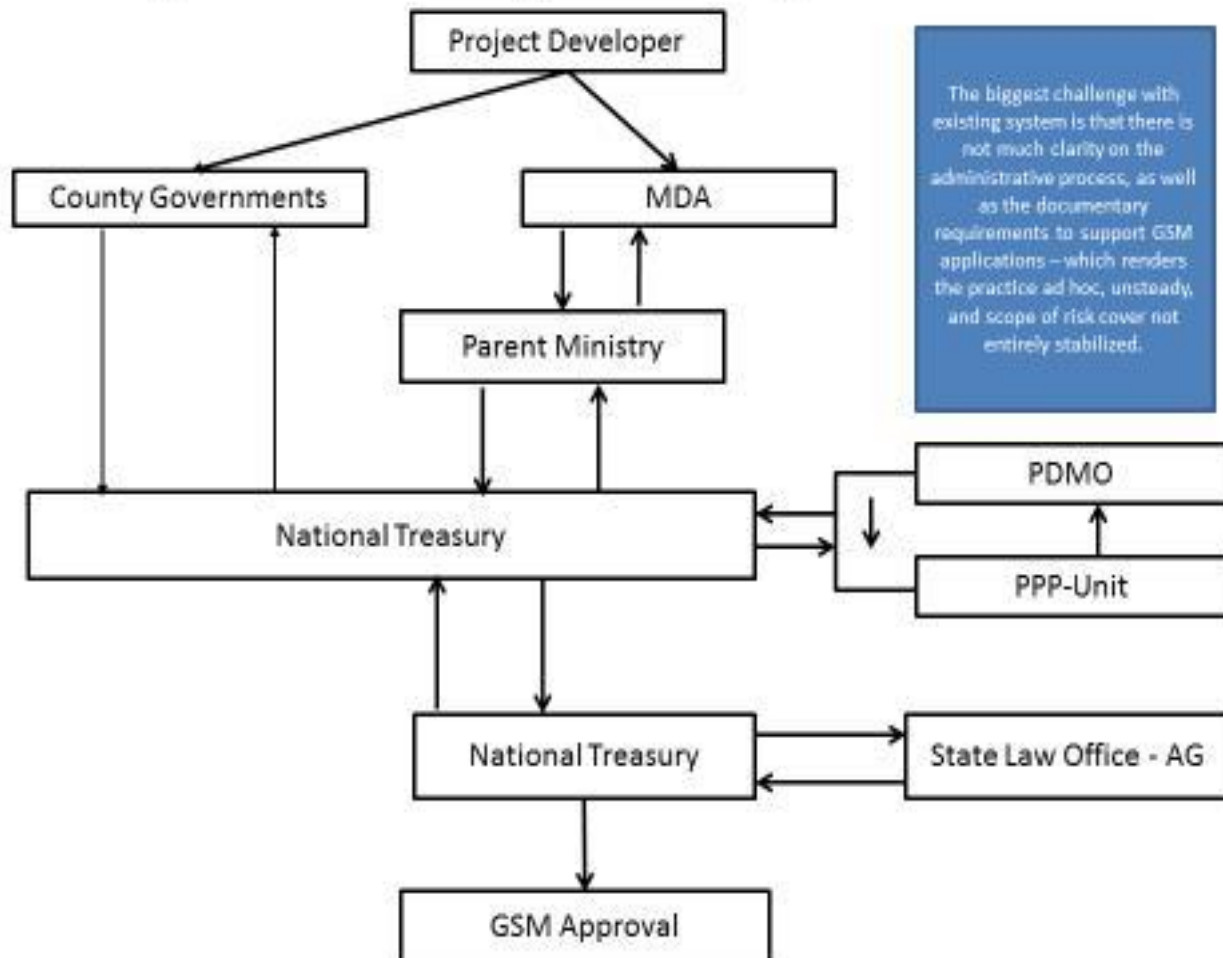 Project Developer
The biggest challenge with
existing system is that there is
not much clarity on the
administrative process, as well
as the documentary
requirements to support GSM
applications – which renders
the practice ad hoc, unsteady,
and scope of risk cover not
entirely stabilized.
County Governments
MDA
Parent Ministry
PDMO
National Treasury
PPP-Unit
National Treasury
State Law Office - AG
GSM Approval